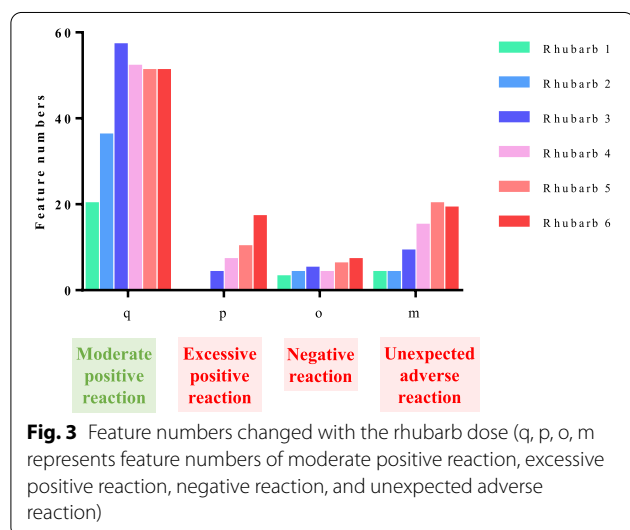 60
40
20
0
Feature numbers
q p o m
Rhubarb 1
Rhubarb 2
Rhubarb 3
Rhubarb 4
Rhubarb 5
Rhubarb 6
Moderate
positive
reaction
Excessive
positive
reaction
Negative
reaction
Unexpected
adverse
reaction
Fig. 3 Feature numbers changed with the rhubarb dose (q, p, o, m
represents feature numbers of moderate positive reaction, excessive
positive reaction, negative reaction, and unexpected adverse
reaction)